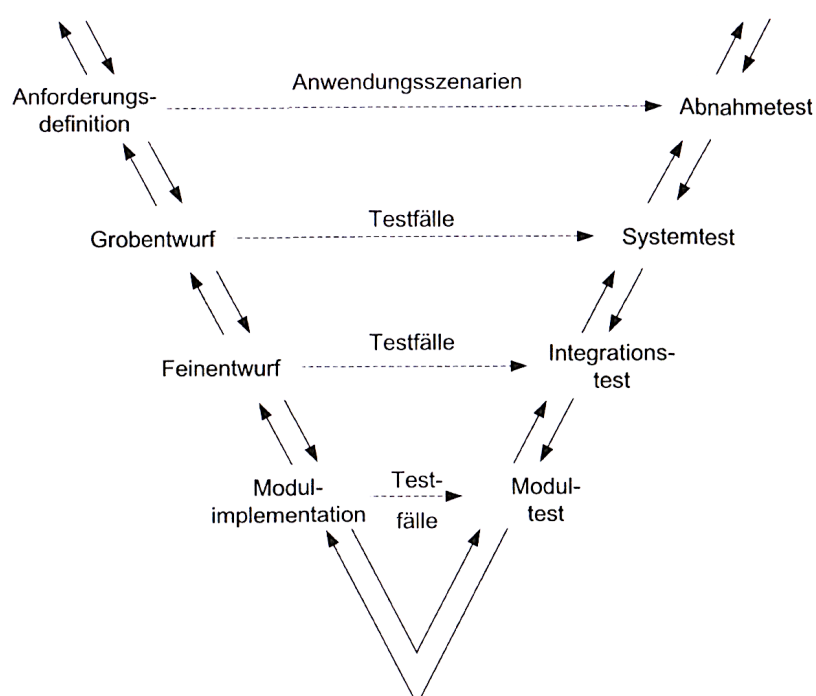 Anwendungsszenarien
Anforderungs-
definition
Abnahmetest
Testfälle
Grobentwurf
Systemtest
Testfälle
Feinentwurf
Integrations-
test
Modul-
implementation
Test-
fälle
Modul-
test